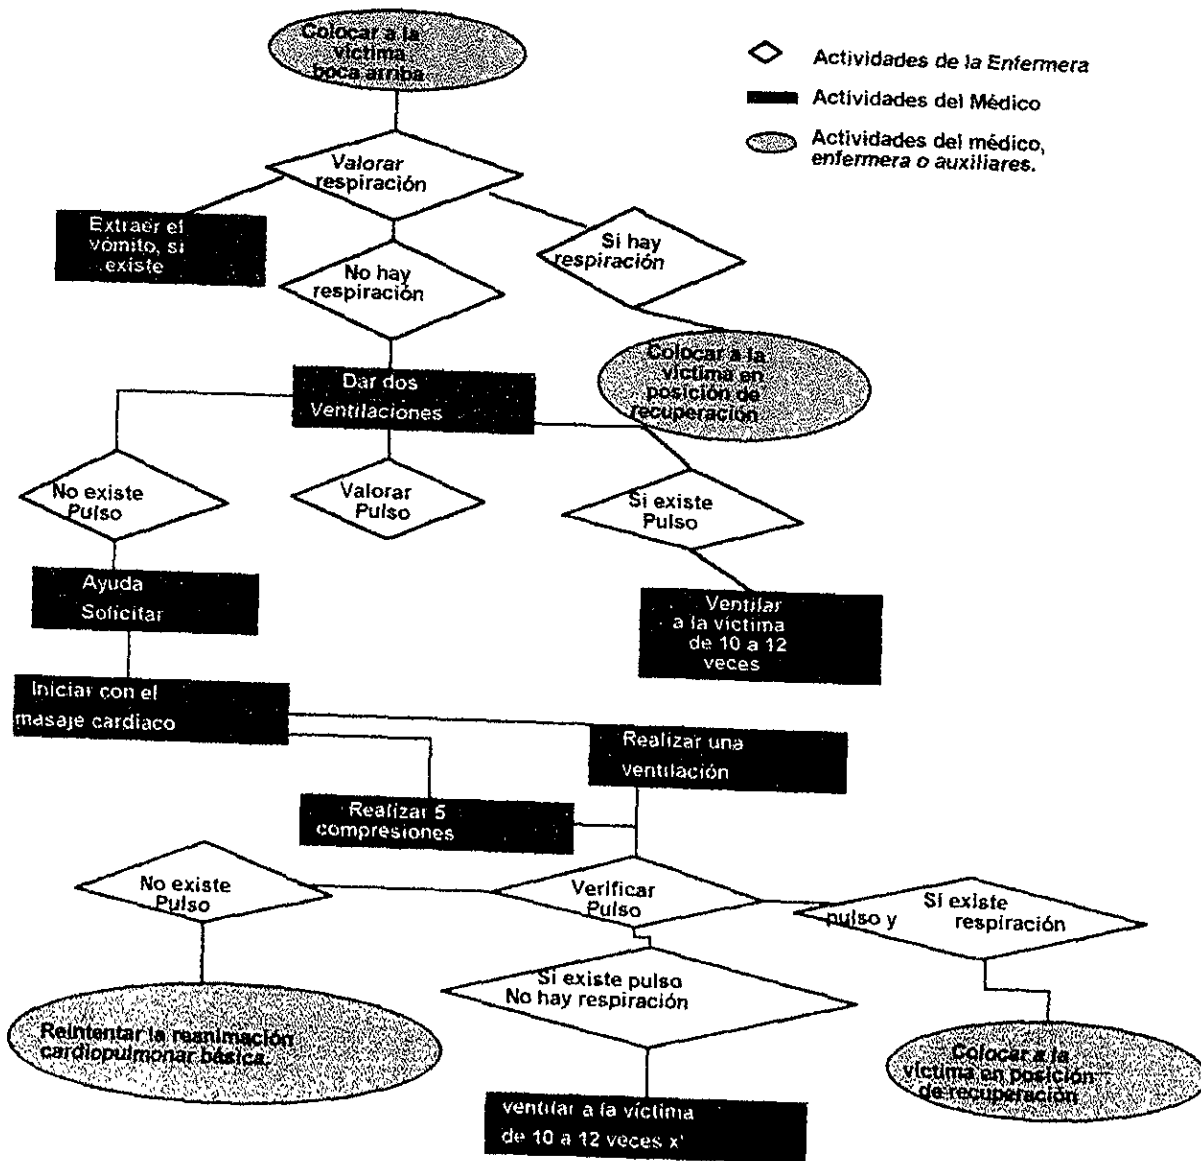 Colocar a la
víctima
boca arriba
Actividades de la Enfermera
Actividades del Médico
Actividades del médico,
enfermera o auxiliares.
Valorar
respiración
Extraer el
vómito, si
existe
No hay
respiración
Si hay
respiración
Dar dos
Ventilaciones
Colocar a la
víctima en
posición de
recuperación
No existe
Pulso
Valorar
Pulso
Si existe
Pulso
Ayuda
Solicitar
Ventilar
a la víctima
de 10 a 12
veces
Iniciar con el
masaje cardiaco
Realizar una
ventilación
Realizar 5
compresiones
No existe
Pulso
Verificar
Pulso
Sí existe
pulso y respiración
Si existe pulso
No hay respiración
Reintentar la reanimación
cardiopulmonar básica.
Colocar a la
víctima en posición
de recuperación
ventilar a la víctima
de 10 a 12 veces x'